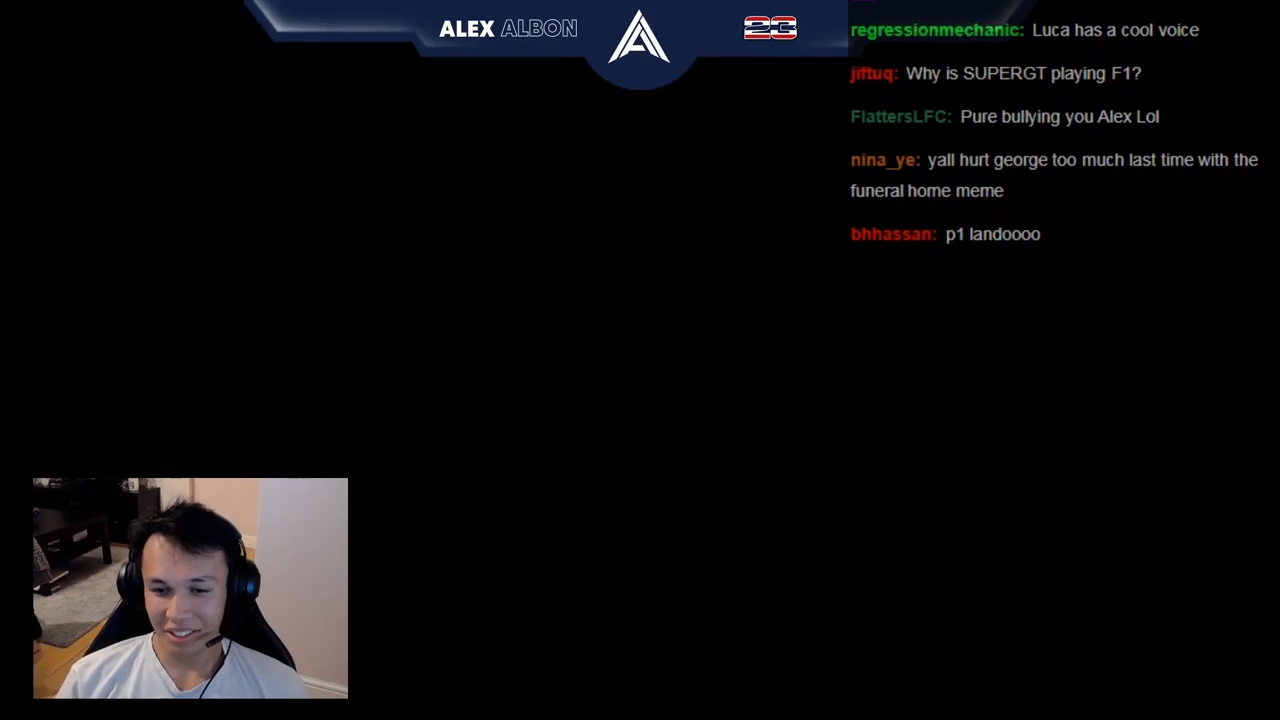 ALEX ALBON
23
regressionmechanic: Luca has a cool voice
jiftuq: Why is SUPERGT playing F1?
FlattersLFC: Pure bullying you Alex Lol
nina_ye: yall hurt george too much last time with the
funeral home meme
bhhassan: p1 landoooo